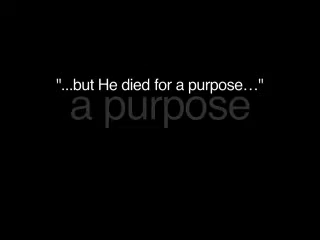 "...but He died for a purpose…"
a purpose